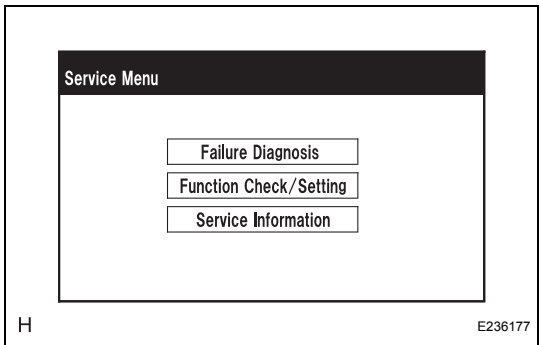 Service Menu
Failure Diagnosis
Function Check/Setting
Service Information
H
E236177